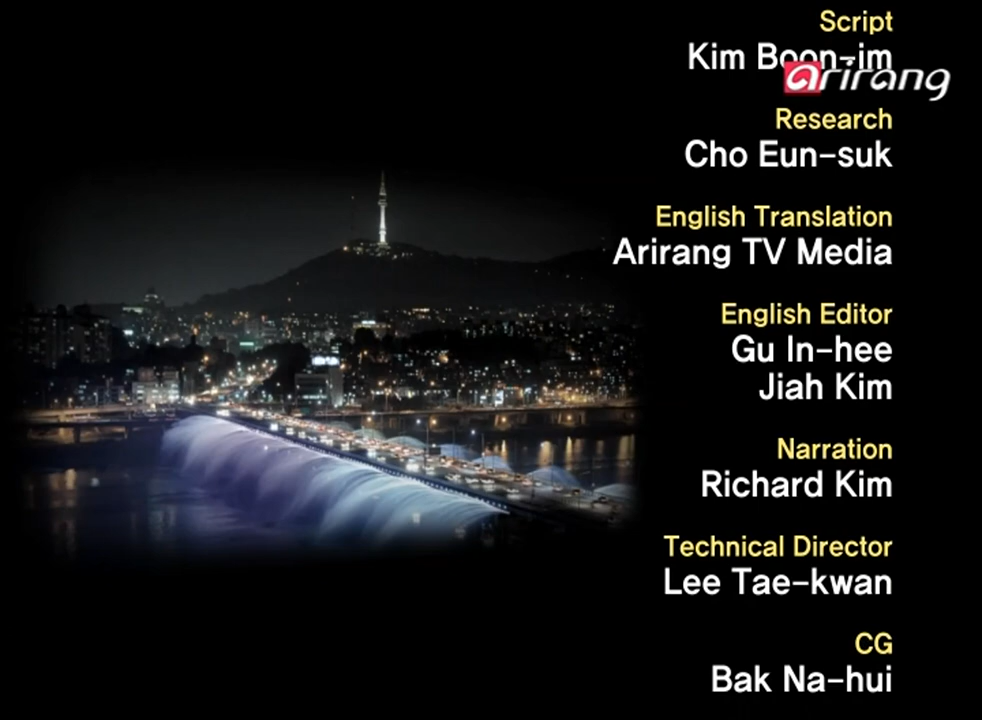 Script
Kim Boon-im
arirang
Research
Cho Eun-suk
English Translation
Arirang TV Media
English Editor
Gu In-hee
Jiah Kim
Narration
Richard Kim
Technical Director
Lee Tae-kwan
CG
Bak Na-hui